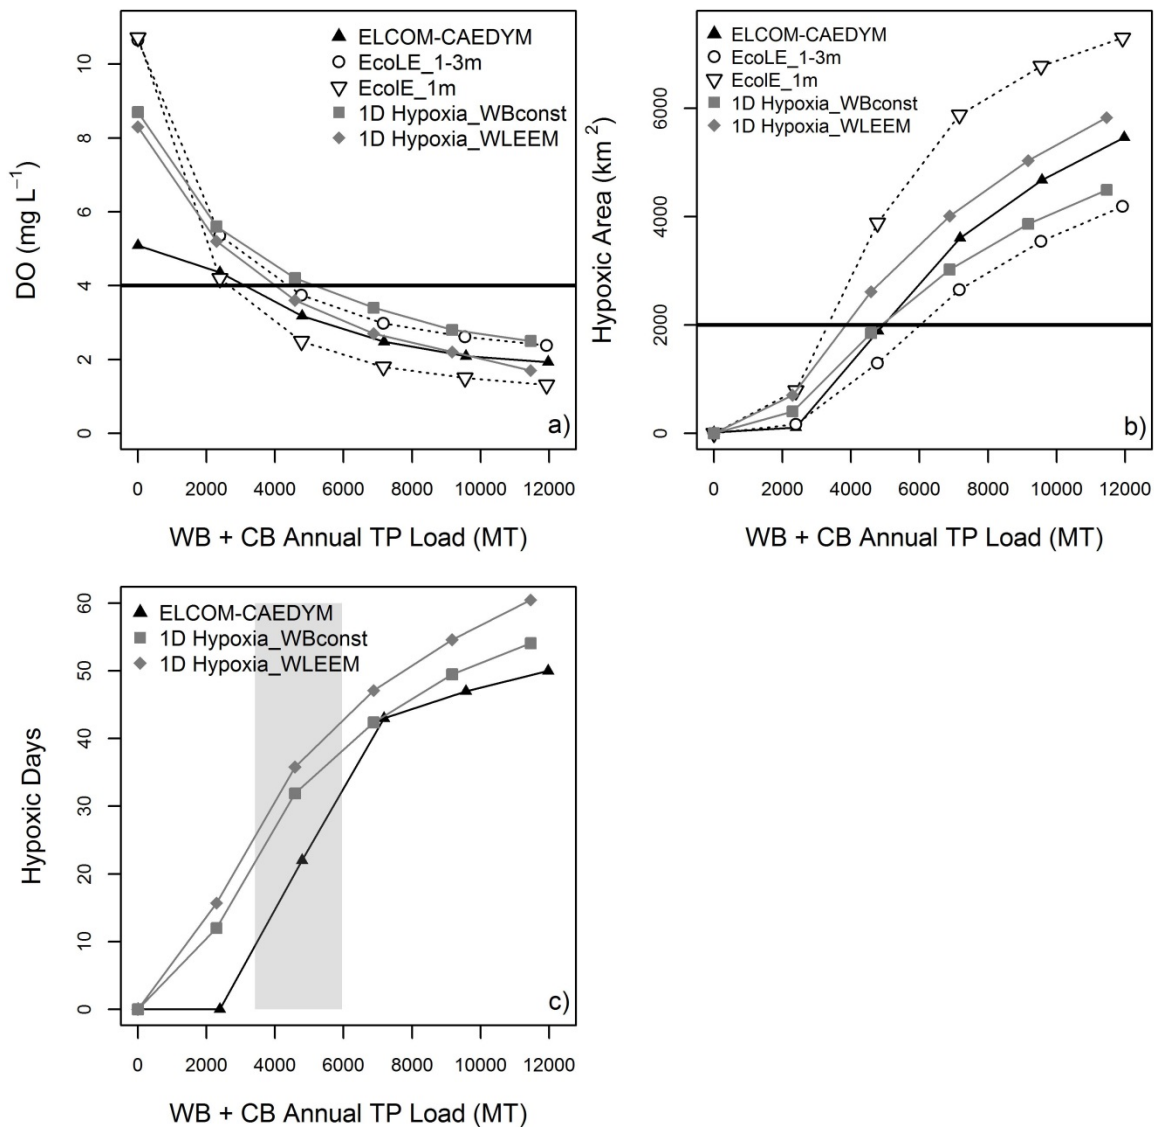 ELCOM-CAEDYM
EcoLE_1-3m
EcolE_1m
1D Hypoxia_WBconst
1D Hypoxia_WLEEM
DO (mg L−1)
10
8
6
4
2
0
a)
0 2000 4000 6000 8000 10000 12000
WB + CB Annual TP Load (MT)
ELCOM-CAEDYM
EcoLE_1-3m
EcolE_1m
1D Hypoxia_WBconst
1D Hypoxia_WLEEM
Hypoxic Area (km 2)
6000
4000
2000
0
b)
0 2000 4000 6000 8000 10000 12000
WB + CB Annual TP Load (MT)
ELCOM-CAEDYM
1D Hypoxia_WBconst
1D Hypoxia_WLEEM
Hypoxic Days
60
50
40
30
20
10
0
c)
0 2000 4000 6000 8000 10000 12000
WB + CB Annual TP Load (MT)